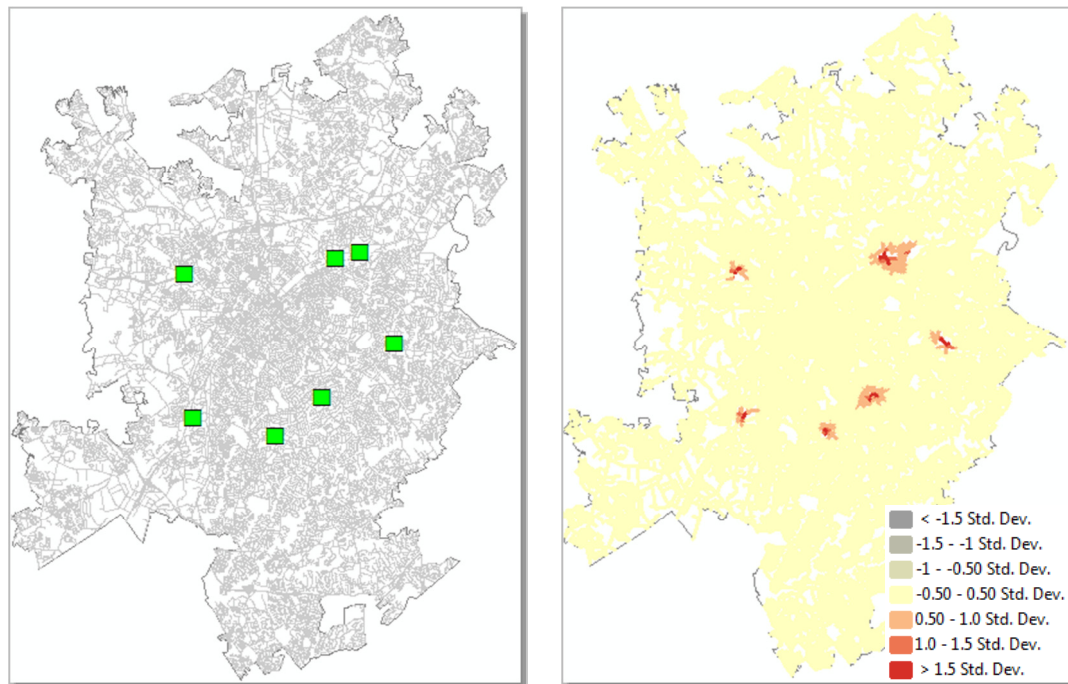 < -1.5 Std. Dev.
-1.5 - -1 Std. Dev.
-1 - -0.50 Std. Dev.
-0.50 - 0.50 Std. Dev.
0.50 - 1.0 Std. Dev.
1.0 - 1.5 Std. Dev.
> 1.5 Std. Dev.